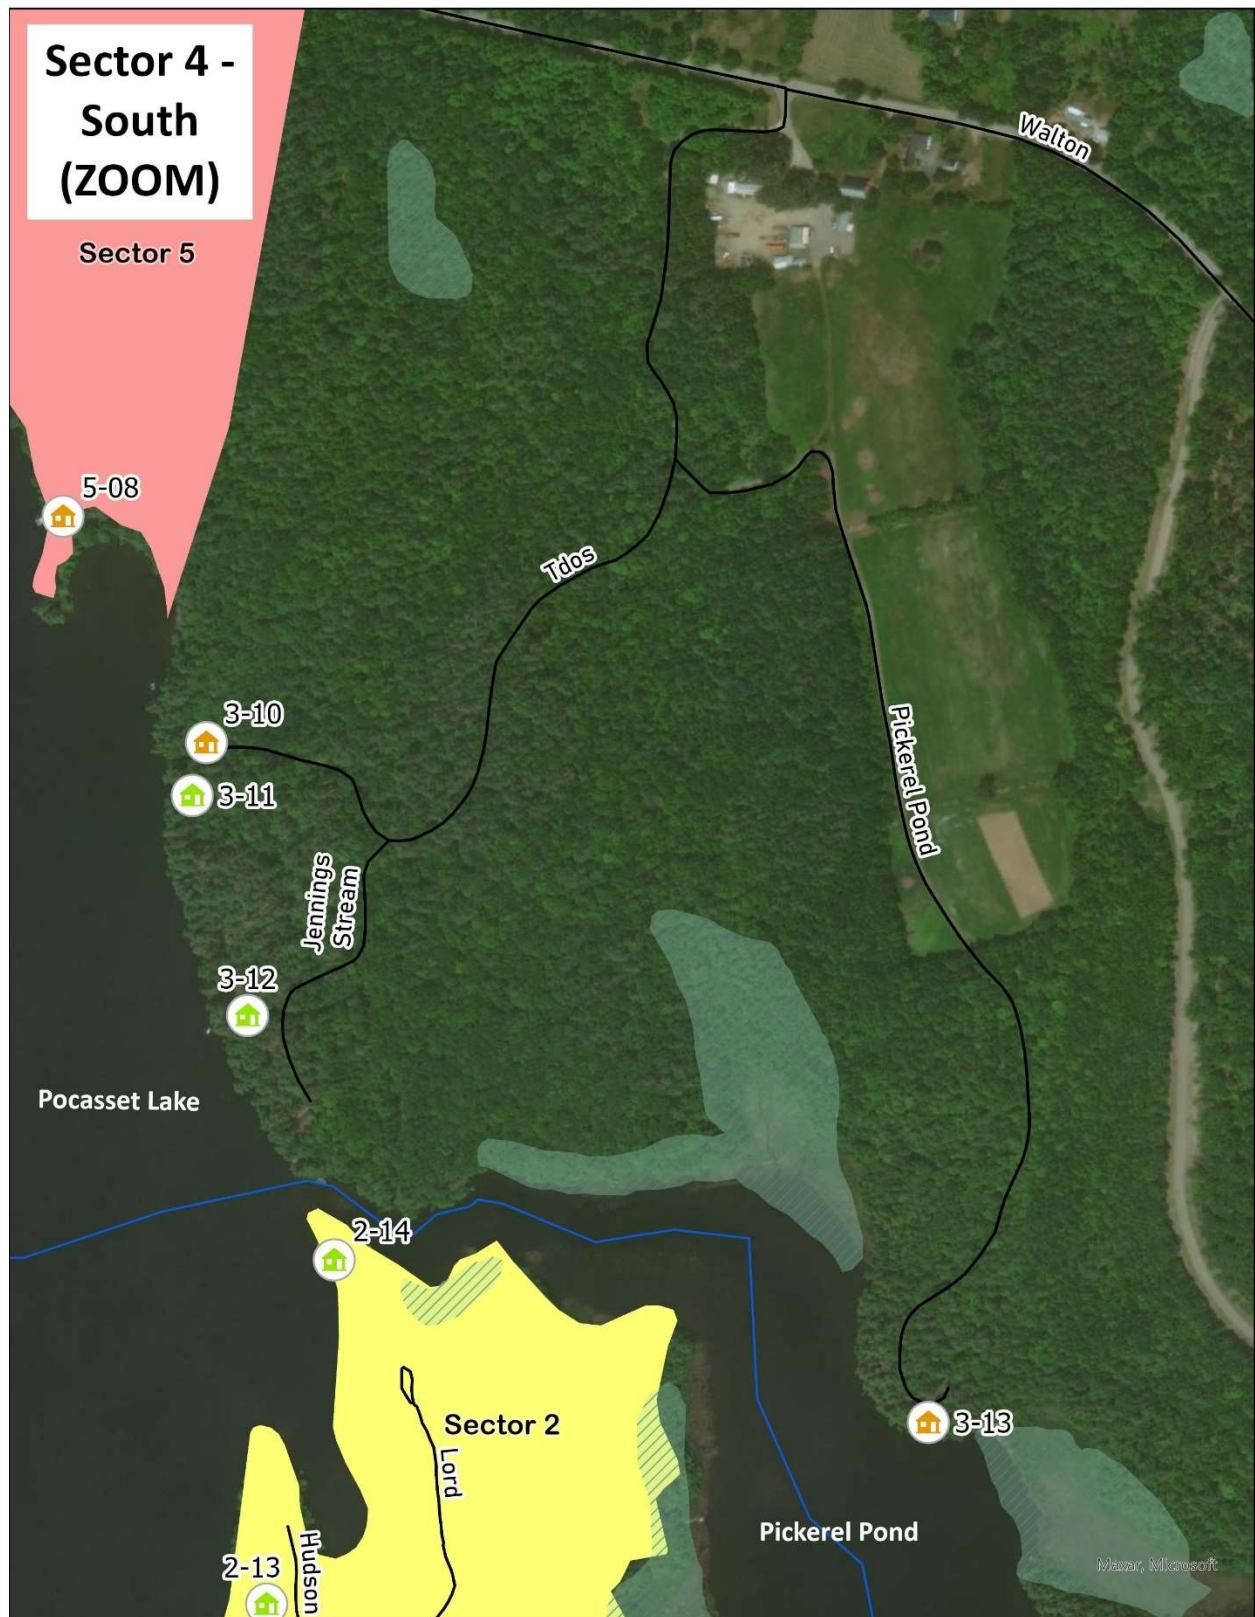 Sector 4 -
South
(ZOOM)
Sector 5
Walton
5-08
Tdos
3-10
3-11
Pickerel Pond
Jennings
Stream
3-12
Pocasset Lake
2-14
Sector 2
3-13
Lord
Pickerel Pond
Hudson
2-13
Maxar, Microsoft